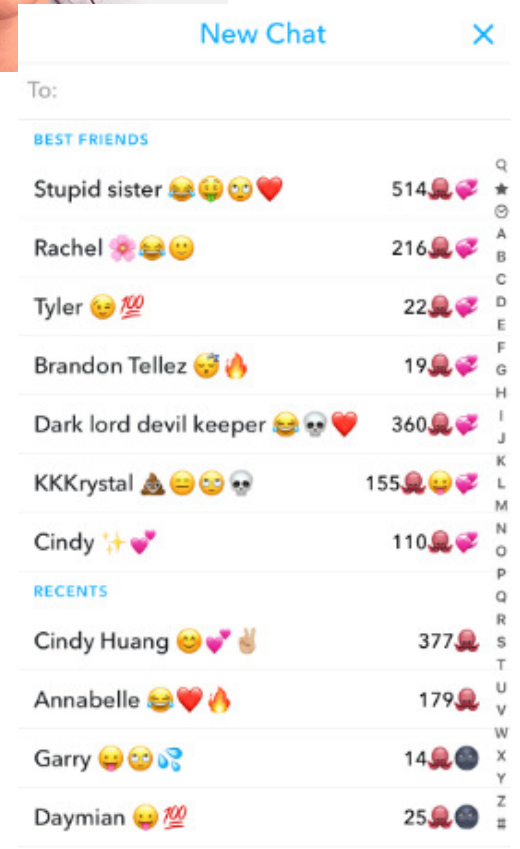 New Chat
To:
BEST FRIENDS
Stupid sister 😂🤑🙄❤️ 514🐙💞
Rachel 🌸😂🙂 216🐙💞
Tyler 😉💯 22🐙💞
Brandon Tellez 😴🔥 19🐙💞
Dark lord devil keeper 😂💀❤️ 360🐙💞
KKKrystal 💩😑🙄💀 155🐙😛💞
Cindy ✨💕 110🐙💞
RECENTS
Cindy Huang 😊💕✌🏼 377🐙
Annabelle 😂❤️🔥 179🐙
Garry 😛🙄💦 14🐙🌚
Daymian 😛💯 25🐙🌚
A
B
C
D
E
F
G
H
I
J
K
L
M
N
O
P
Q
R
S
T
U
V
W
X
Y
Z
#